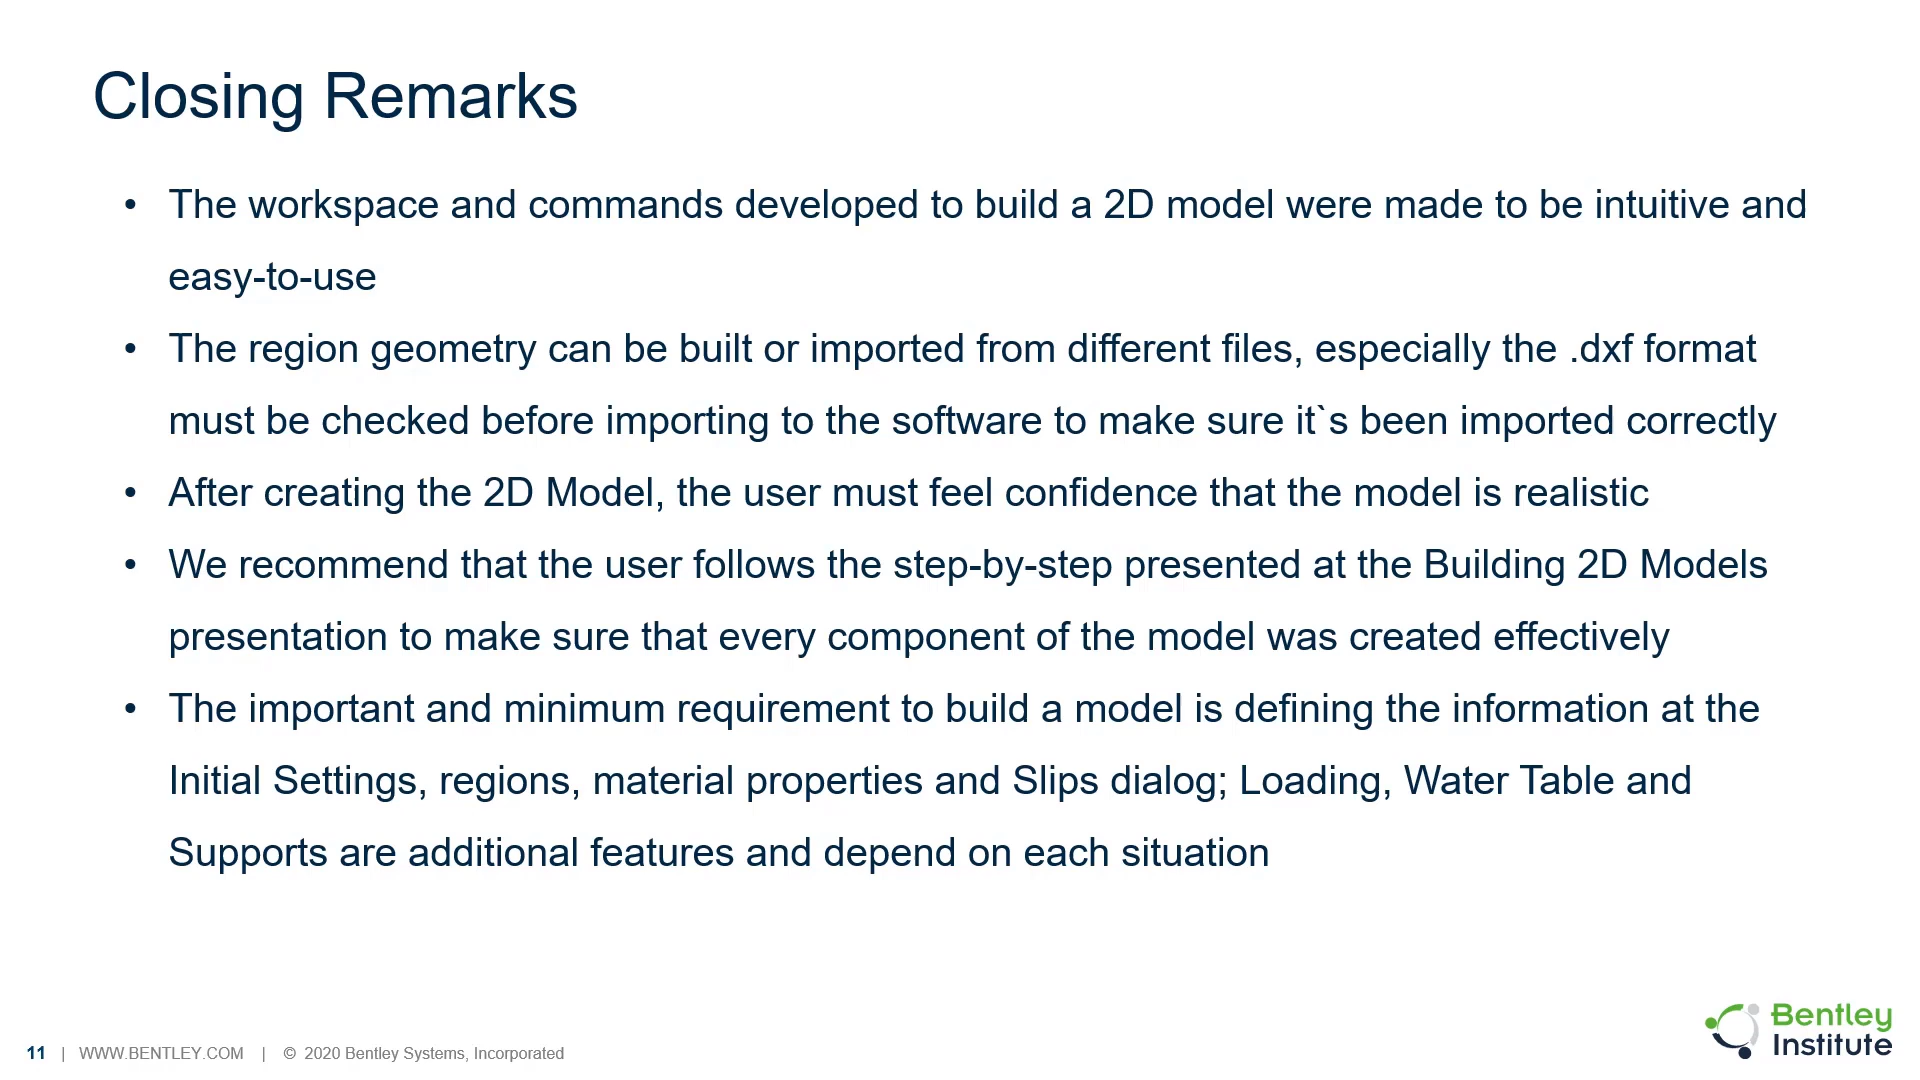 Closing Remarks
• The workspace and commands developed to build a 2D model were made to be intuitive and
easy-to-use
• The region geometry can be built or imported from different files, especially the .dxf format
must be checked before importing to the software to make sure it`s been imported correctly
• After creating the 2D Model, the user must feel confidence that the model is realistic
• We recommend that the user follows the step-by-step presented at the Building 2D Models
presentation to make sure that every component of the model was created effectively
• The important and minimum requirement to build a model is defining the information at the
Initial Settings, regions, material properties and Slips dialog; Loading, Water Table and
Supports are additional features and depend on each situation
11 | WWW.BENTLEY.COM | © 2020 Bentley Systems, Incorporated
Bentley
Institute